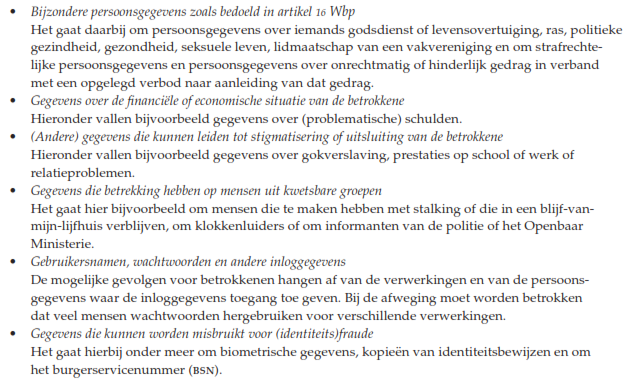 • Bijzondere persoonsgegevens zoals bedoeld in artikel 16 Wbp
Het gaat daarbij om persoonsgegevens over iemands godsdienst of levensovertuiging, ras, politieke
gezindheid, gezondheid, seksuele leven, lidmaatschap van een vakvereniging en om strafrechte-
lijke persoonsgegevens en persoonsgegevens over onrechtmatig of hinderlijk gedrag in verband
met een opgelegd verbod naar aanleiding van dat gedrag.
• Gegevens over de financiële of economische situatie van de betrokkene
Hieronder vallen bijvoorbeeld gegevens over (problematische) schulden.
• (Andere) gegevens die kunnen leiden tot stigmatisering of uitsluiting van de betrokkene
Hieronder vallen bijvoorbeeld gegevens over gokverslaving, prestaties op school of werk of
relatieproblemen.
• Gegevens die betrekking hebben op mensen uit kwetsbare groepen
Het gaat hier bijvoorbeeld om mensen die te maken hebben met stalking of die in een blijf-van-
mijn-lijfhuis verblijven, om klokkenluiders of om informanten van de politie of het Openbaar
Ministerie.
• Gebruikersnamen, wachtwoorden en andere inloggegevens
De mogelijke gevolgen voor betrokkenen hangen af van de verwerkingen en van de persoons-
gegevens waar de inloggegevens toegang toe geven. Bij de afweging moet worden betrokken
dat veel mensen wachtwoorden hergebruiken voor verschillende verwerkingen.
• Gegevens die kunnen worden misbruikt voor (identiteits)fraude
Het gaat hierbij onder meer om biometrische gegevens, kopieën van identiteitsbewijzen en om
het burgerservicenummer (BSN).